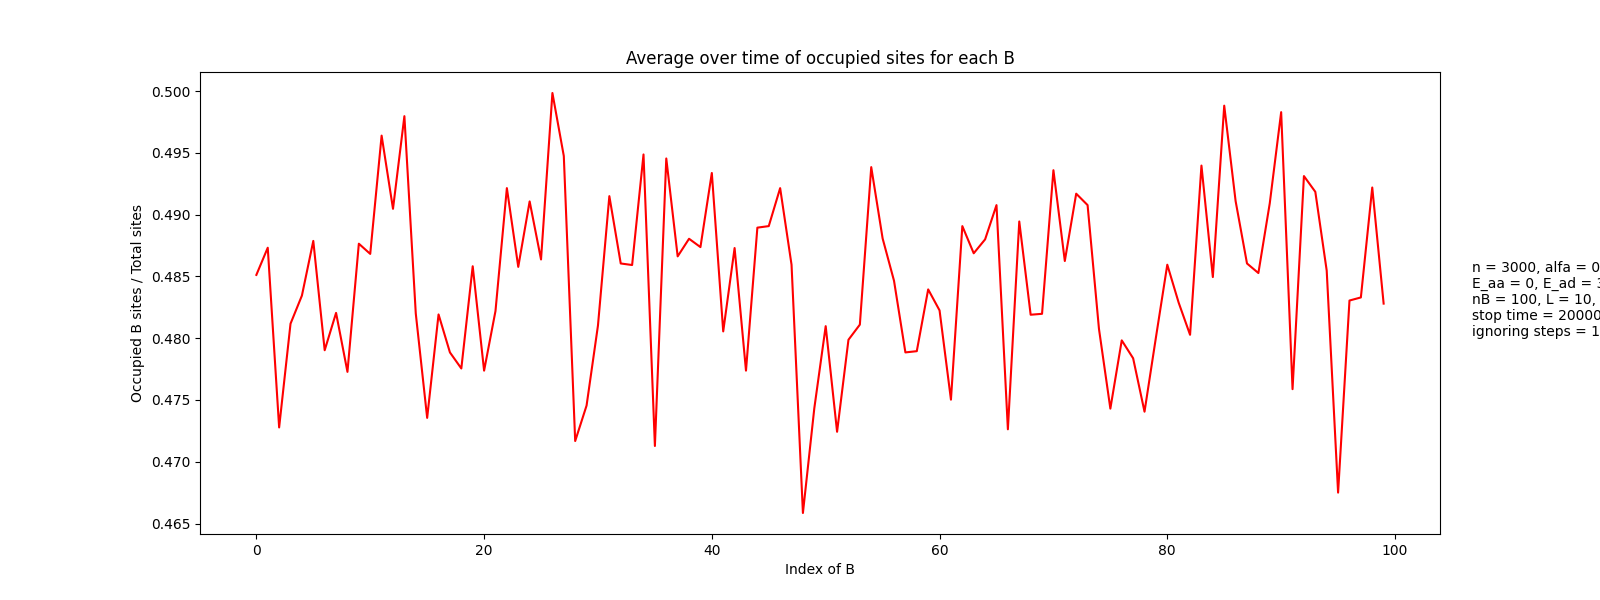 Average over time of occupied sites for each B
0.500
0.495
0.490
0.485
0.480
0.475
0.470
0.465
Occupied B sites / Total sites
0 20 40 60 80 100
Index of B
n = 3000, alfa = 0
E_aa = 0, E_ad = 3
nB = 100, L = 10,
stop time = 20000
ignoring steps = 1